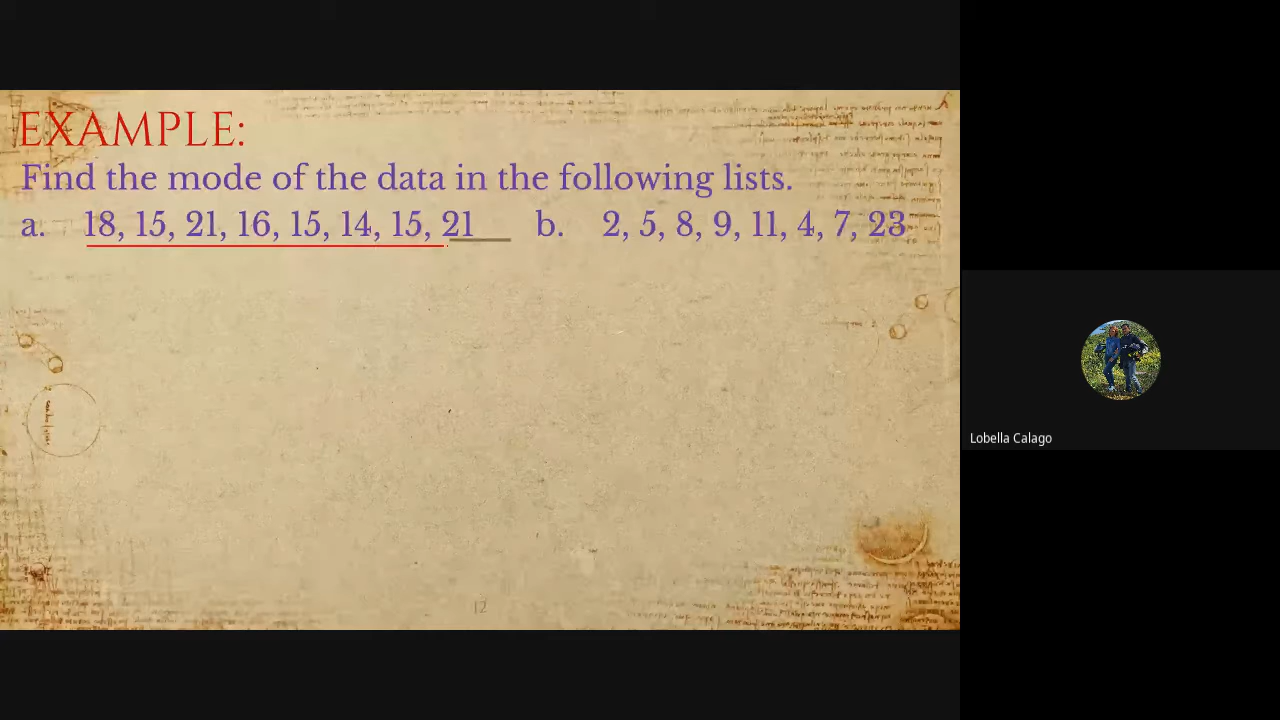 EXAMPLE:
Find the mode of the data in the following lists.
a. 18, 15, 21, 16, 15, 14, 15, 21 b. 2, 5, 8, 9, 11, 4, 7, 23
12
Lobella Calago